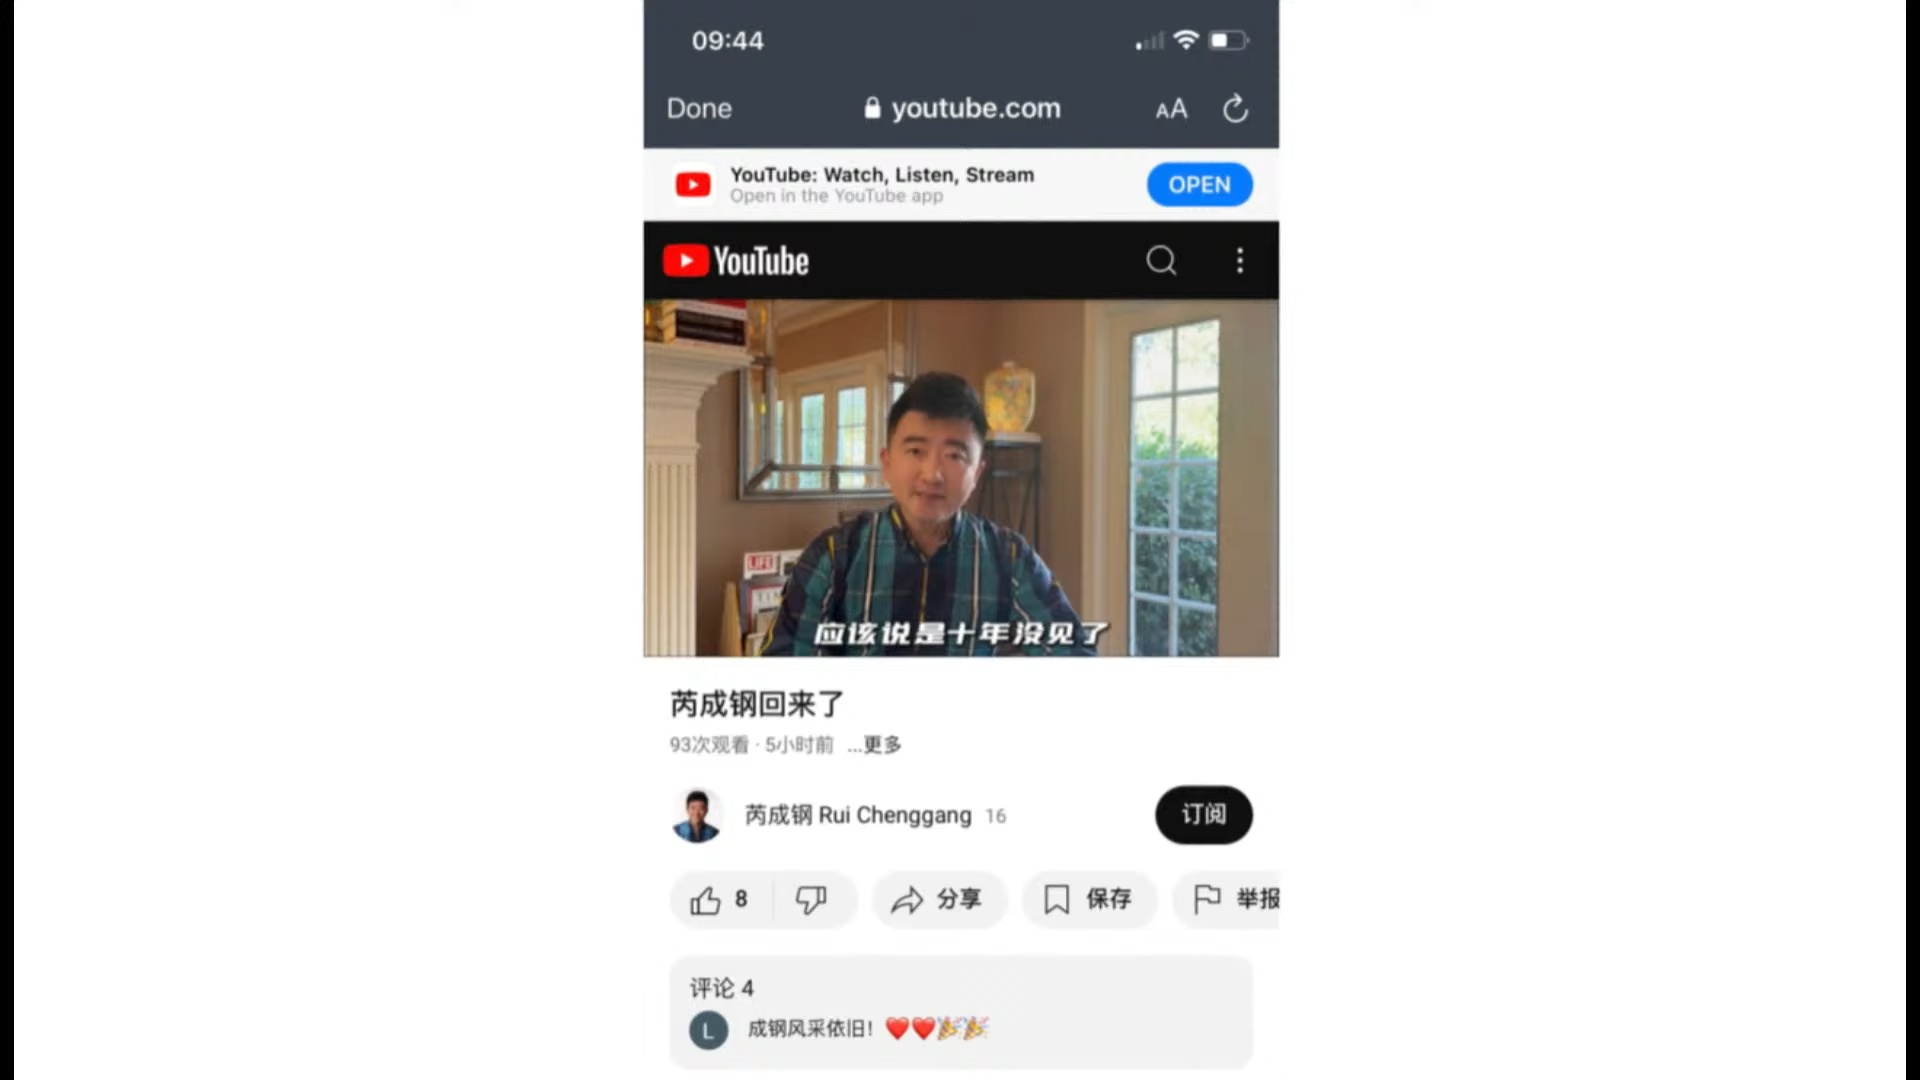 09:44
Done
youtube.com
AA
YouTube: Watch, Listen, Stream
Open in the YouTube app
OPEN
YouTube
LIFE
应该说是十年没见了
芮成钢回来了
93次观看 · 5小时前 ...更多
芮成钢 Rui Chenggang 16
订阅
8
分享
保存
举报
评论 4
L
成钢风采依旧！❤️❤️🎉🎉